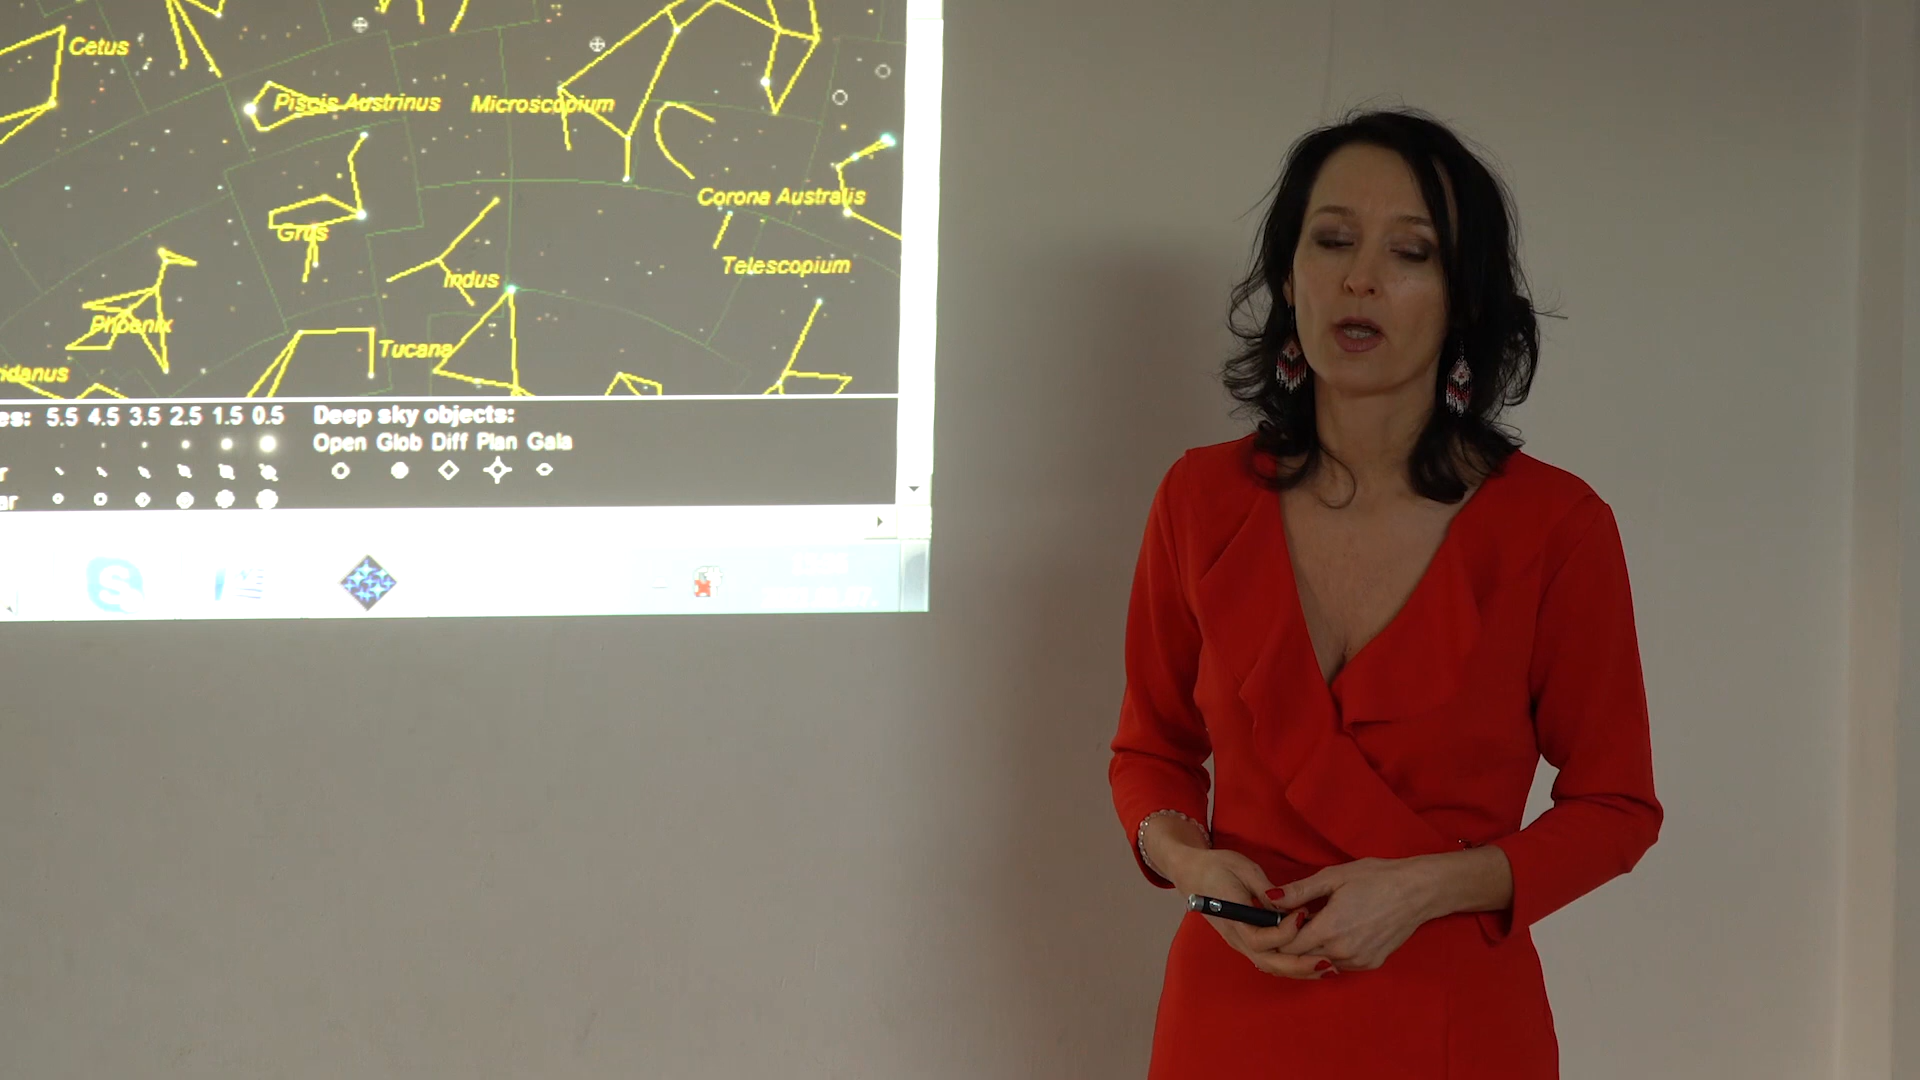 Cetus
Piscis Austrinus
Microscopium
Corona Australis
Grus
Telescopium
Indus
Phoenix
Tucana
idanus
es: 5.5 4.5 3.5 2.5 1.5 0.5 Deep sky objects:
Open Glob Diff Plan Gala
r
ar
S